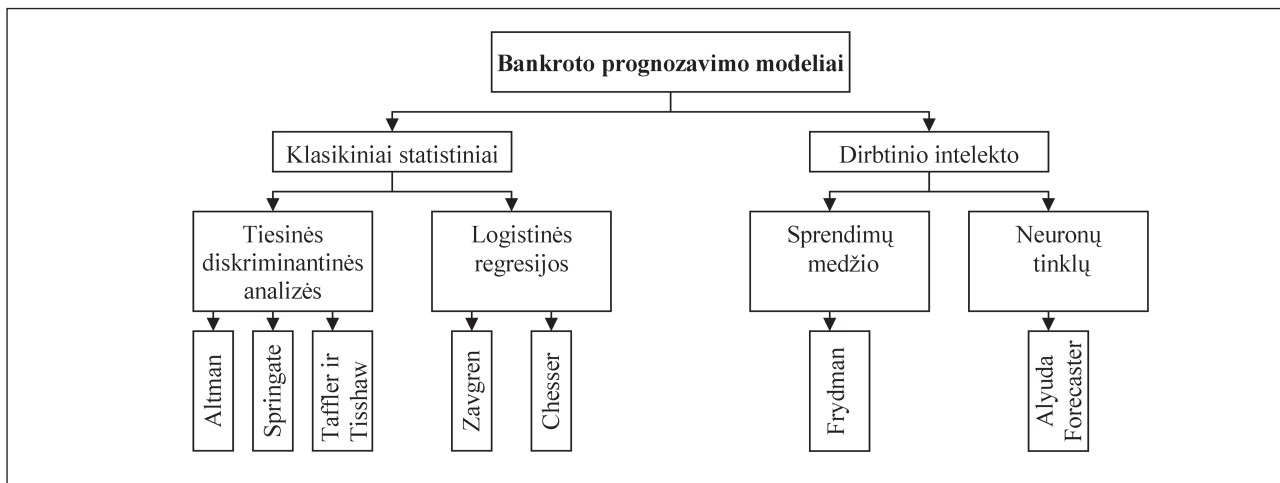 Bankroto prognozavimo modeliai
Klasikiniai statistiniai
Dirbtinio intelekto
Tiesinės
diskriminantinės
analizės
Logistinės
regresijos
Sprendimų
medžio
Neuronų
tinklų
Altman
Springate
Taffler ir
Tisshaw
Zavgren
Chesser
Frydman
Alyuda
Forecaster